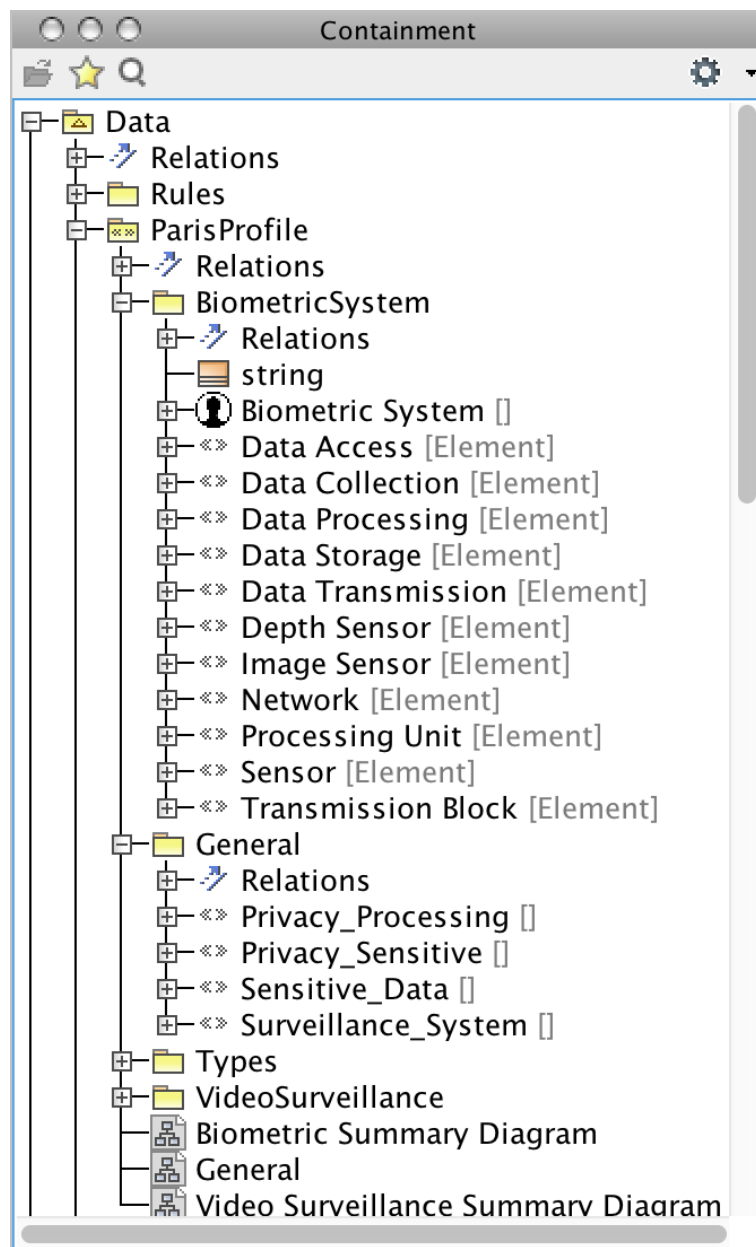 Containment
Data
Relations
Rules
«» ParisProfile
Relations
BiometricSystem
Relations
string
Biometric System []
«» Data Access [Element]
«» Data Collection [Element]
«» Data Processing [Element]
«» Data Storage [Element]
«» Data Transmission [Element]
«» Depth Sensor [Element]
«» Image Sensor [Element]
«» Network [Element]
«» Processing Unit [Element]
«» Sensor [Element]
«» Transmission Block [Element]
General
Relations
«» Privacy_Processing []
«» Privacy_Sensitive []
«» Sensitive_Data []
«» Surveillance_System []
Types
VideoSurveillance
Biometric Summary Diagram
General
Video Surveillance Summary Diagram